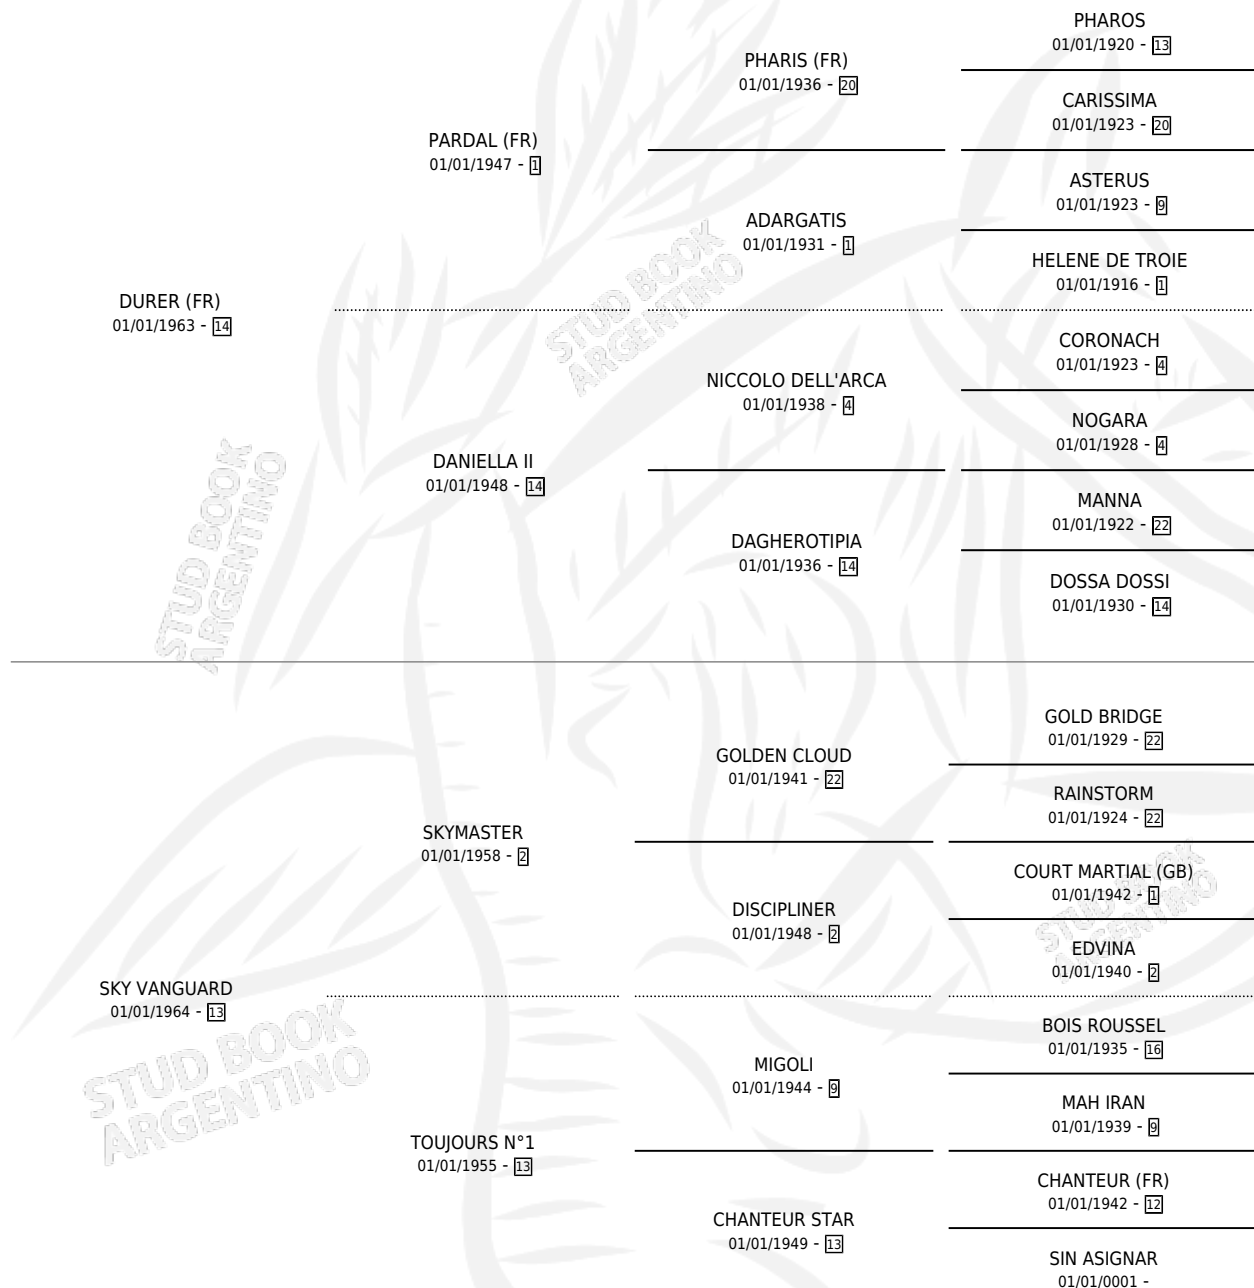 PHAROS
01/01/1920 - 13
PHARIS (FR)
01/01/1936 - 20
CARISSIMA
01/01/1923 - 20
PARDAL (FR)
01/01/1947 - 1
ASTERUS
01/01/1923 - 9
ADARGATIS
01/01/1931 - 1
HELENE DE TROIE
01/01/1916 - 1
DURER (FR)
01/01/1963 - 14
CORONACH
01/01/1923 - 4
NICCOLO DELL'ARCA
01/01/1938 - 4
NOGARA
01/01/1928 - 4
DANIELLA II
01/01/1948 - 14
MANNA
01/01/1922 - 22
DAGHEROTIPIA
01/01/1936 - 14
DOSSA DOSSI
01/01/1930 - 14
GOLD BRIDGE
01/01/1929 - 22
GOLDEN CLOUD
01/01/1941 - 22
RAINSTORM
01/01/1924 - 22
SKYMASTER
01/01/1958 - 2
COURT MARTIAL (GB)
01/01/1942 - 1
DISCIPLINER
01/01/1948 - 2
EDVINA
01/01/1940 - 2
SKY VANGUARD
01/01/1964 - 13
BOIS ROUSSEL
01/01/1935 - 16
MIGOLI
01/01/1944 - 9
MAH IRAN
01/01/1939 - 9
TOUJOURS N°1
01/01/1955 - 13
CHANTEUR (FR)
01/01/1942 - 12
CHANTEUR STAR
01/01/1949 - 13
SIN ASIGNAR
01/01/0001 -
STUD BOOK
ARGENTINO
STUD BOOK
ARGENTINO
STUD BOOK
ARGENTINO
STUD BOOK
ARGENTINO